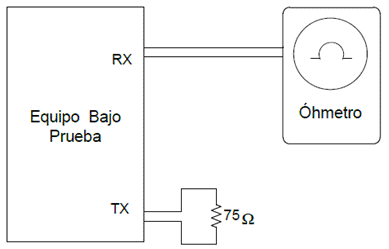 RX
Equipo Bajo
Prueba
Óhmetro
TX
75Ω